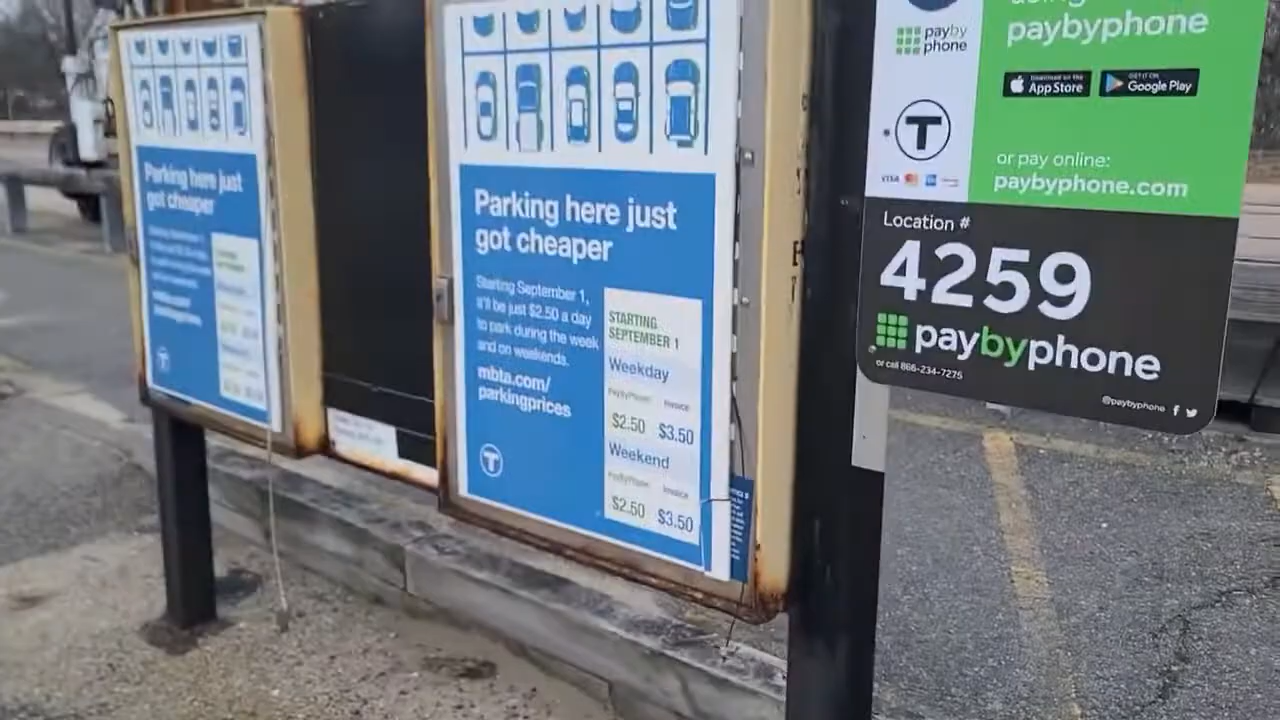 Parking here just
got cheaper
Parking here just
got cheaper
Starting September 1,
it'll be just $2.50 a day
to park during the week
and on weekends.
mbta.com/
parkingprices
T
STARTING
SEPTEMBER 1
Weekday
PayByPhone Invoice
$2.50 $3.50
Weekend
PayByPhone Invoice
$2.50 $3.50
paybyphone
pay by
phone
Download on the
App Store
GET IT ON
Google Play
T
or pay online:
paybyphone.com
VISA
Location #
4259
paybyphone
or call 866-234-7275
@paybyphone